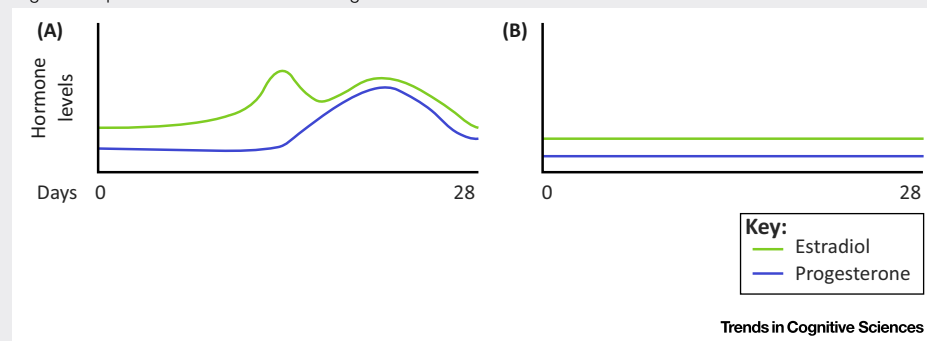 (A)
(B)
Hormone
levels
Days 0 28
0 28
Key:
Estradiol
Progesterone
Trends in Cognitive Sciences